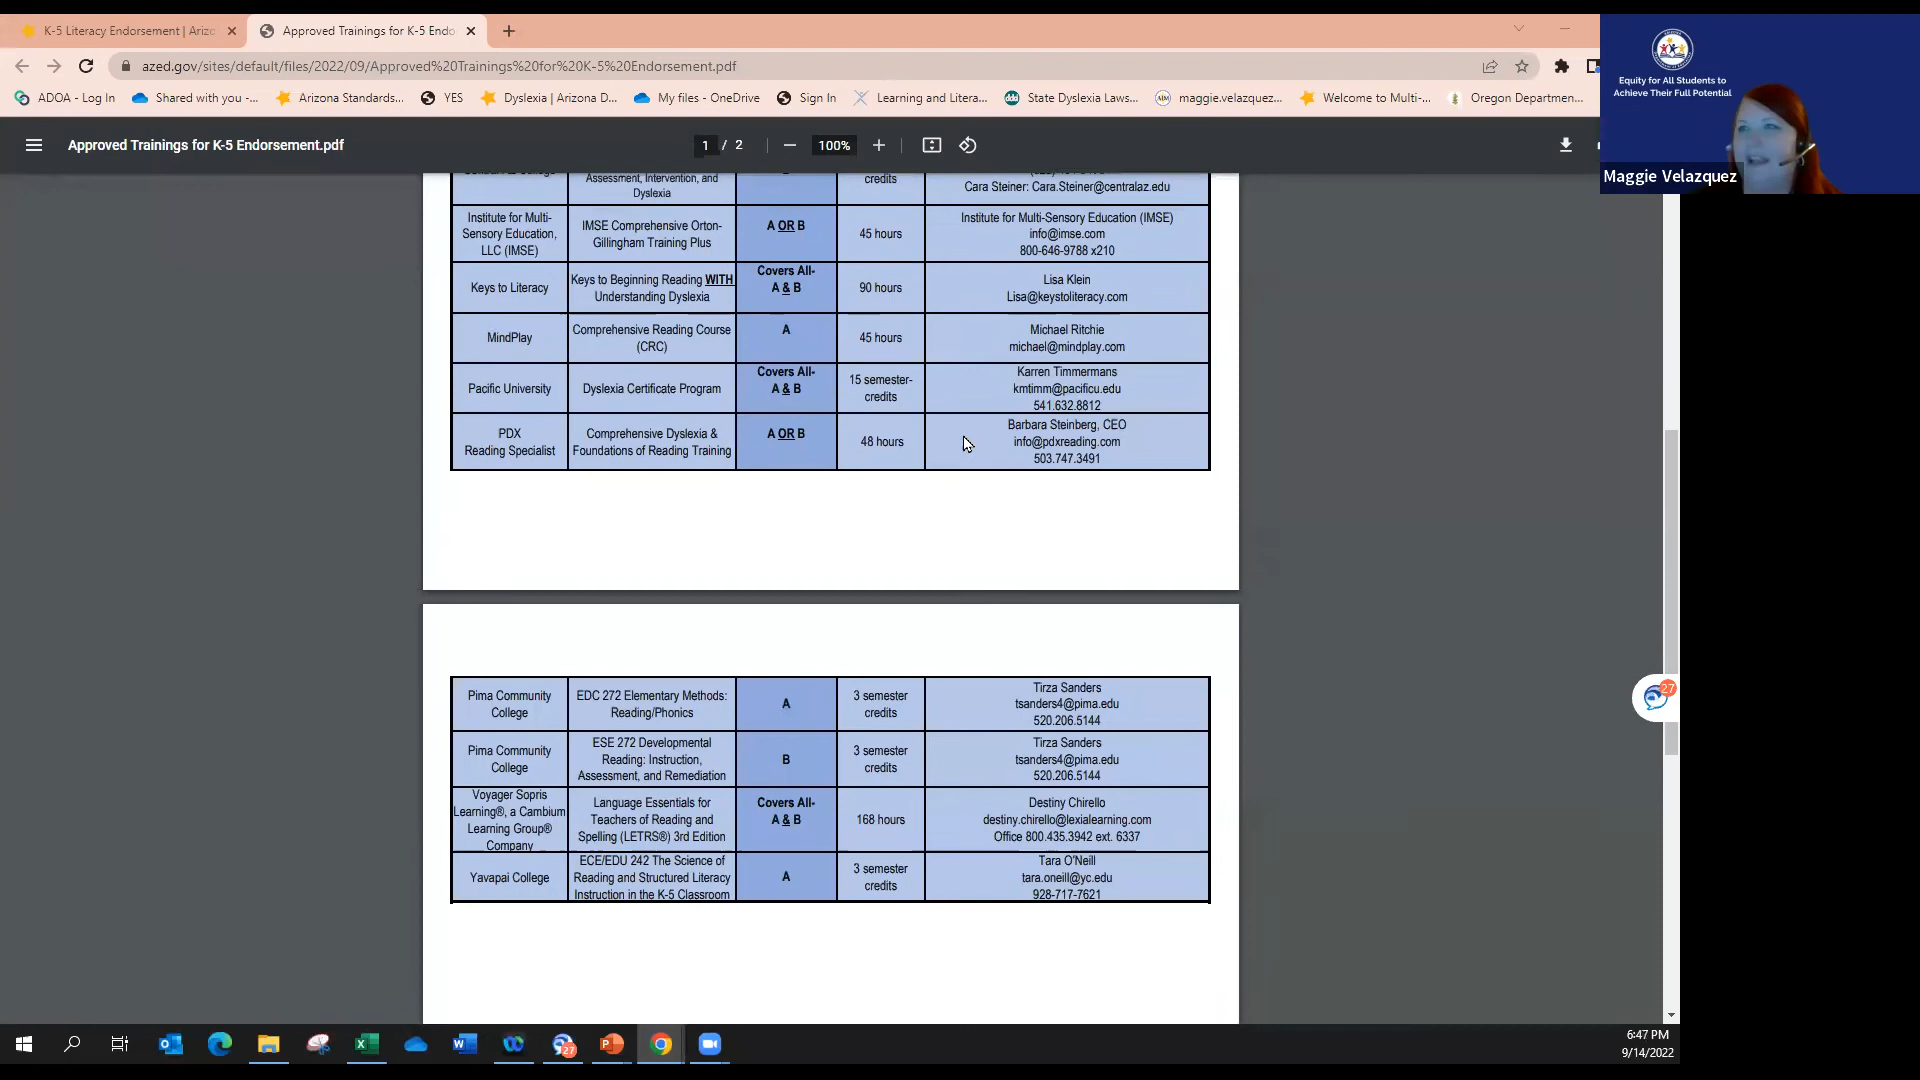 K-5 Literacy Endorsement | Ariz
Approved Trainings for K-5 Endo
azed.gov/sites/default/files/2022/09/Approved%20Trainings%20for%20K-5%20Endorsement.pdf
ADOA - Log In
Shared with you -...
Arizona Standards...
YES
Dyslexia | Arizona D...
My files - OneDrive
Sign In
Learning and Litera...
State Dyslexia Laws...
maggie.velazquez...
Welcome to Multi-...
Oregon Departmen...
Equity for All Students to
Achieve Their Full Potential
Maggie Velazquez
Approved Trainings for K-5 Endorsement.pdf
1 / 2
100%
Assessment, Intervention, and
Dyslexia
credits
Cara Steiner: Cara.Steiner@centralaz.edu
Institute for Multi-
Sensory Education,
LLC (IMSE)
IMSE Comprehensive Orton-
Gillingham Training Plus
A OR B
45 hours
Institute for Multi-Sensory Education (IMSE)
info@imse.com
800-646-9788 x210
Keys to Literacy
Keys to Beginning Reading WITH
Understanding Dyslexia
Covers All-
A & B
90 hours
Lisa Klein
Lisa@keystoliteracy.com
MindPlay
Comprehensive Reading Course
(CRC)
A
45 hours
Michael Ritchie
michael@mindplay.com
Pacific University
Dyslexia Certificate Program
Covers All-
A & B
15 semester-
credits
Karren Timmermans
kmtimm@pacificu.edu
541.632.8812
PDX
Reading Specialist
Comprehensive Dyslexia &
Foundations of Reading Training
A OR B
48 hours
Barbara Steinberg, CEO
info@pdxreading.com
503.747.3491
Pima Community
College
EDC 272 Elementary Methods:
Reading/Phonics
A
3 semester
credits
Tirza Sanders
tsanders4@pima.edu
520.206.5144
Pima Community
College
ESE 272 Developmental
Reading: Instruction,
Assessment, and Remediation
B
3 semester
credits
Tirza Sanders
tsanders4@pima.edu
520.206.5144
Voyager Sopris
Learning®, a Cambium
Learning Group®
Company
Language Essentials for
Teachers of Reading and
Spelling (LETRS®) 3rd Edition
Covers All-
A & B
168 hours
Destiny Chirello
destiny.chirello@lexialearning.com
Office 800.435.3942 ext. 6337
Yavapai College
ECE/EDU 242 The Science of
Reading and Structured Literacy
Instruction in the K-5 Classroom
A
3 semester
credits
Tara O'Neill
tara.oneill@yc.edu
928-717-7621
27
27
6:47 PM
9/14/2022